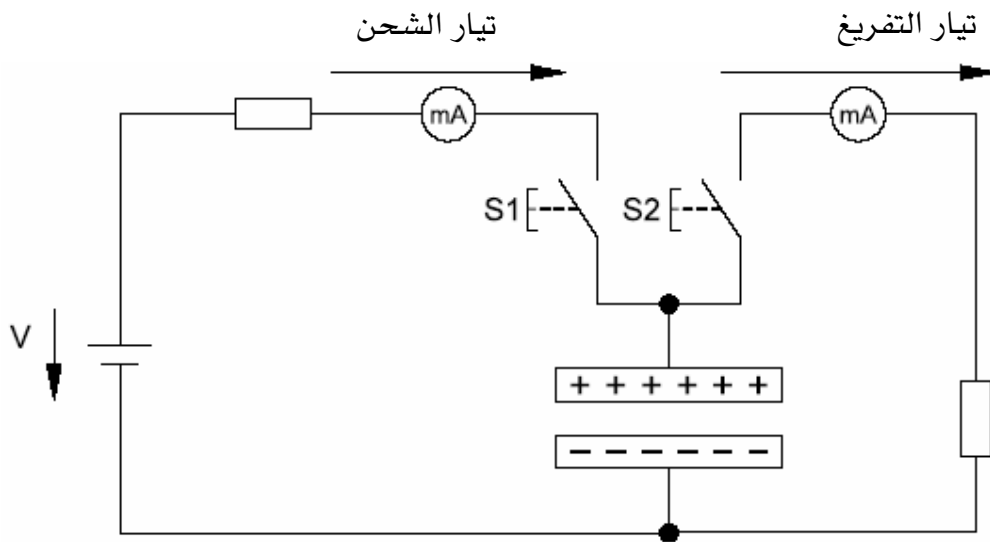 تيار الشحن
تيار التفريغ
mA
mA
S1
S2
V
+ + + + + +
− − − − − −